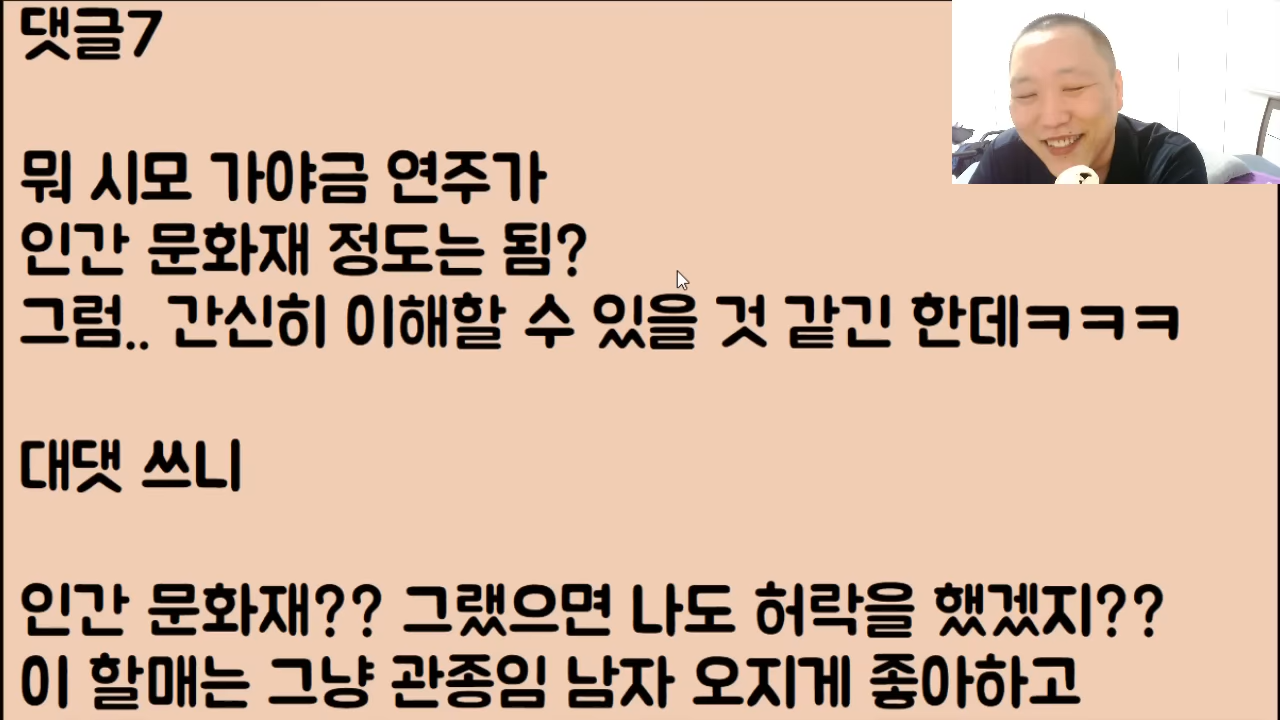 댓글7
뭐 시모 가야금 연주가
인간 문화재 정도는 됨?
그럼.. 간신히 이해할 수 있을 것 같긴 한데ㅋㅋㅋ
대댓 쓰니
인간 문화재?? 그랬으면 나도 허락을 했겠지??
이 할매는 그냥 관종임 남자 오지게 좋아하고